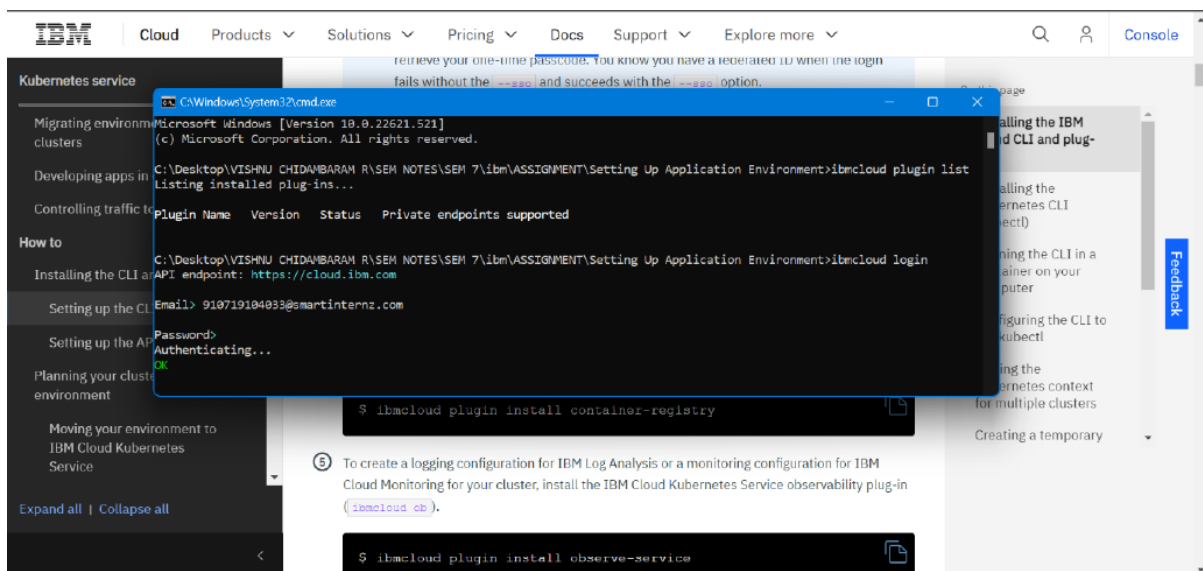 IBM Cloud Products Solutions Pricing Docs Support Explore more Console
Kubernetes service
Migrating environme
clusters
Developing apps in
Controlling traffic to
How to
Installing the CLI a
Setting up the CL
Setting up the AP
Planning your cluste
environment
Moving your environment to
IBM Cloud Kubernetes
Service
Expand all | Collapse all
retrieve your one-time passcode. You know you have a federated ID when the login
fails without the --sso and succeeds with the --sso option.
C:\Windows\System32\cmd.exe
Microsoft Windows [Version 10.0.22621.521]
(c) Microsoft Corporation. All rights reserved.
C:\Desktop\VISHNU CHIDAMBARAM R\SEM NOTES\SEM 7\ibm\ASSIGNMENT\Setting Up Application Environment>ibmcloud plugin list
Listing installed plug-ins...
Plugin Name Version Status Private endpoints supported
C:\Desktop\VISHNU CHIDAMBARAM R\SEM NOTES\SEM 7\ibm\ASSIGNMENT\Setting Up Application Environment>ibmcloud login
API endpoint: https://cloud.ibm.com
Email> 910719104033@smartinternz.com
Password>
Authenticating...
OK
$ ibmcloud plugin install container-registry
5 To create a logging configuration for IBM Log Analysis or a monitoring configuration for IBM
Cloud Monitoring for your cluster, install the IBM Cloud Kubernetes Service observability plug-in
( ibmcloud ob ).
$ ibmcloud plugin install observe-service
page
alling the IBM
d CLI and plug-
alling the
ernetes CLI
ectl)
ning the CLI in a
ainer on your
puter
figuring the CLI to
kubectl
ing the
ernetes context
for multiple clusters
Creating a temporary
Feedback